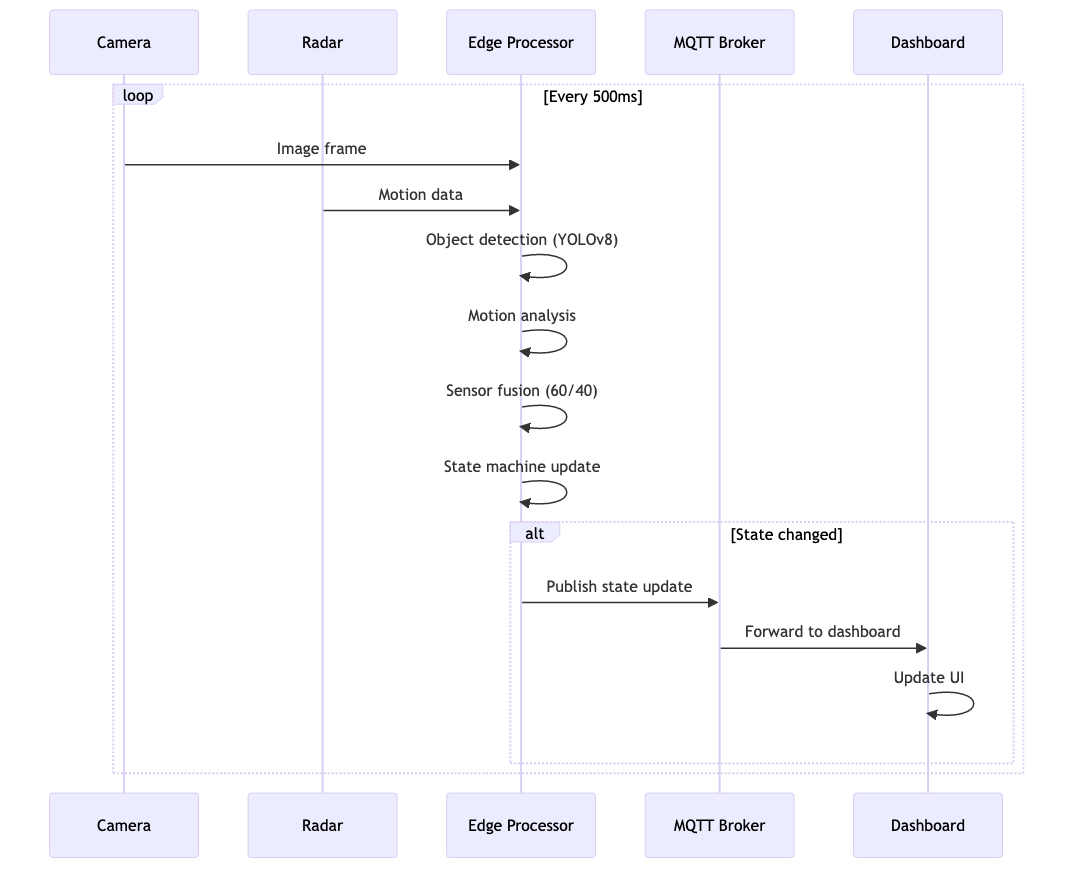 Camera
Radar
Edge Processor
MQTT Broker
Dashboard
loop
[Every 500ms]
Image frame
Motion data
Object detection (YOLOv8)
Motion analysis
Sensor fusion (60/40)
State machine update
alt
[State changed]
Publish state update
Forward to dashboard
Update UI
Camera
Radar
Edge Processor
MQTT Broker
Dashboard